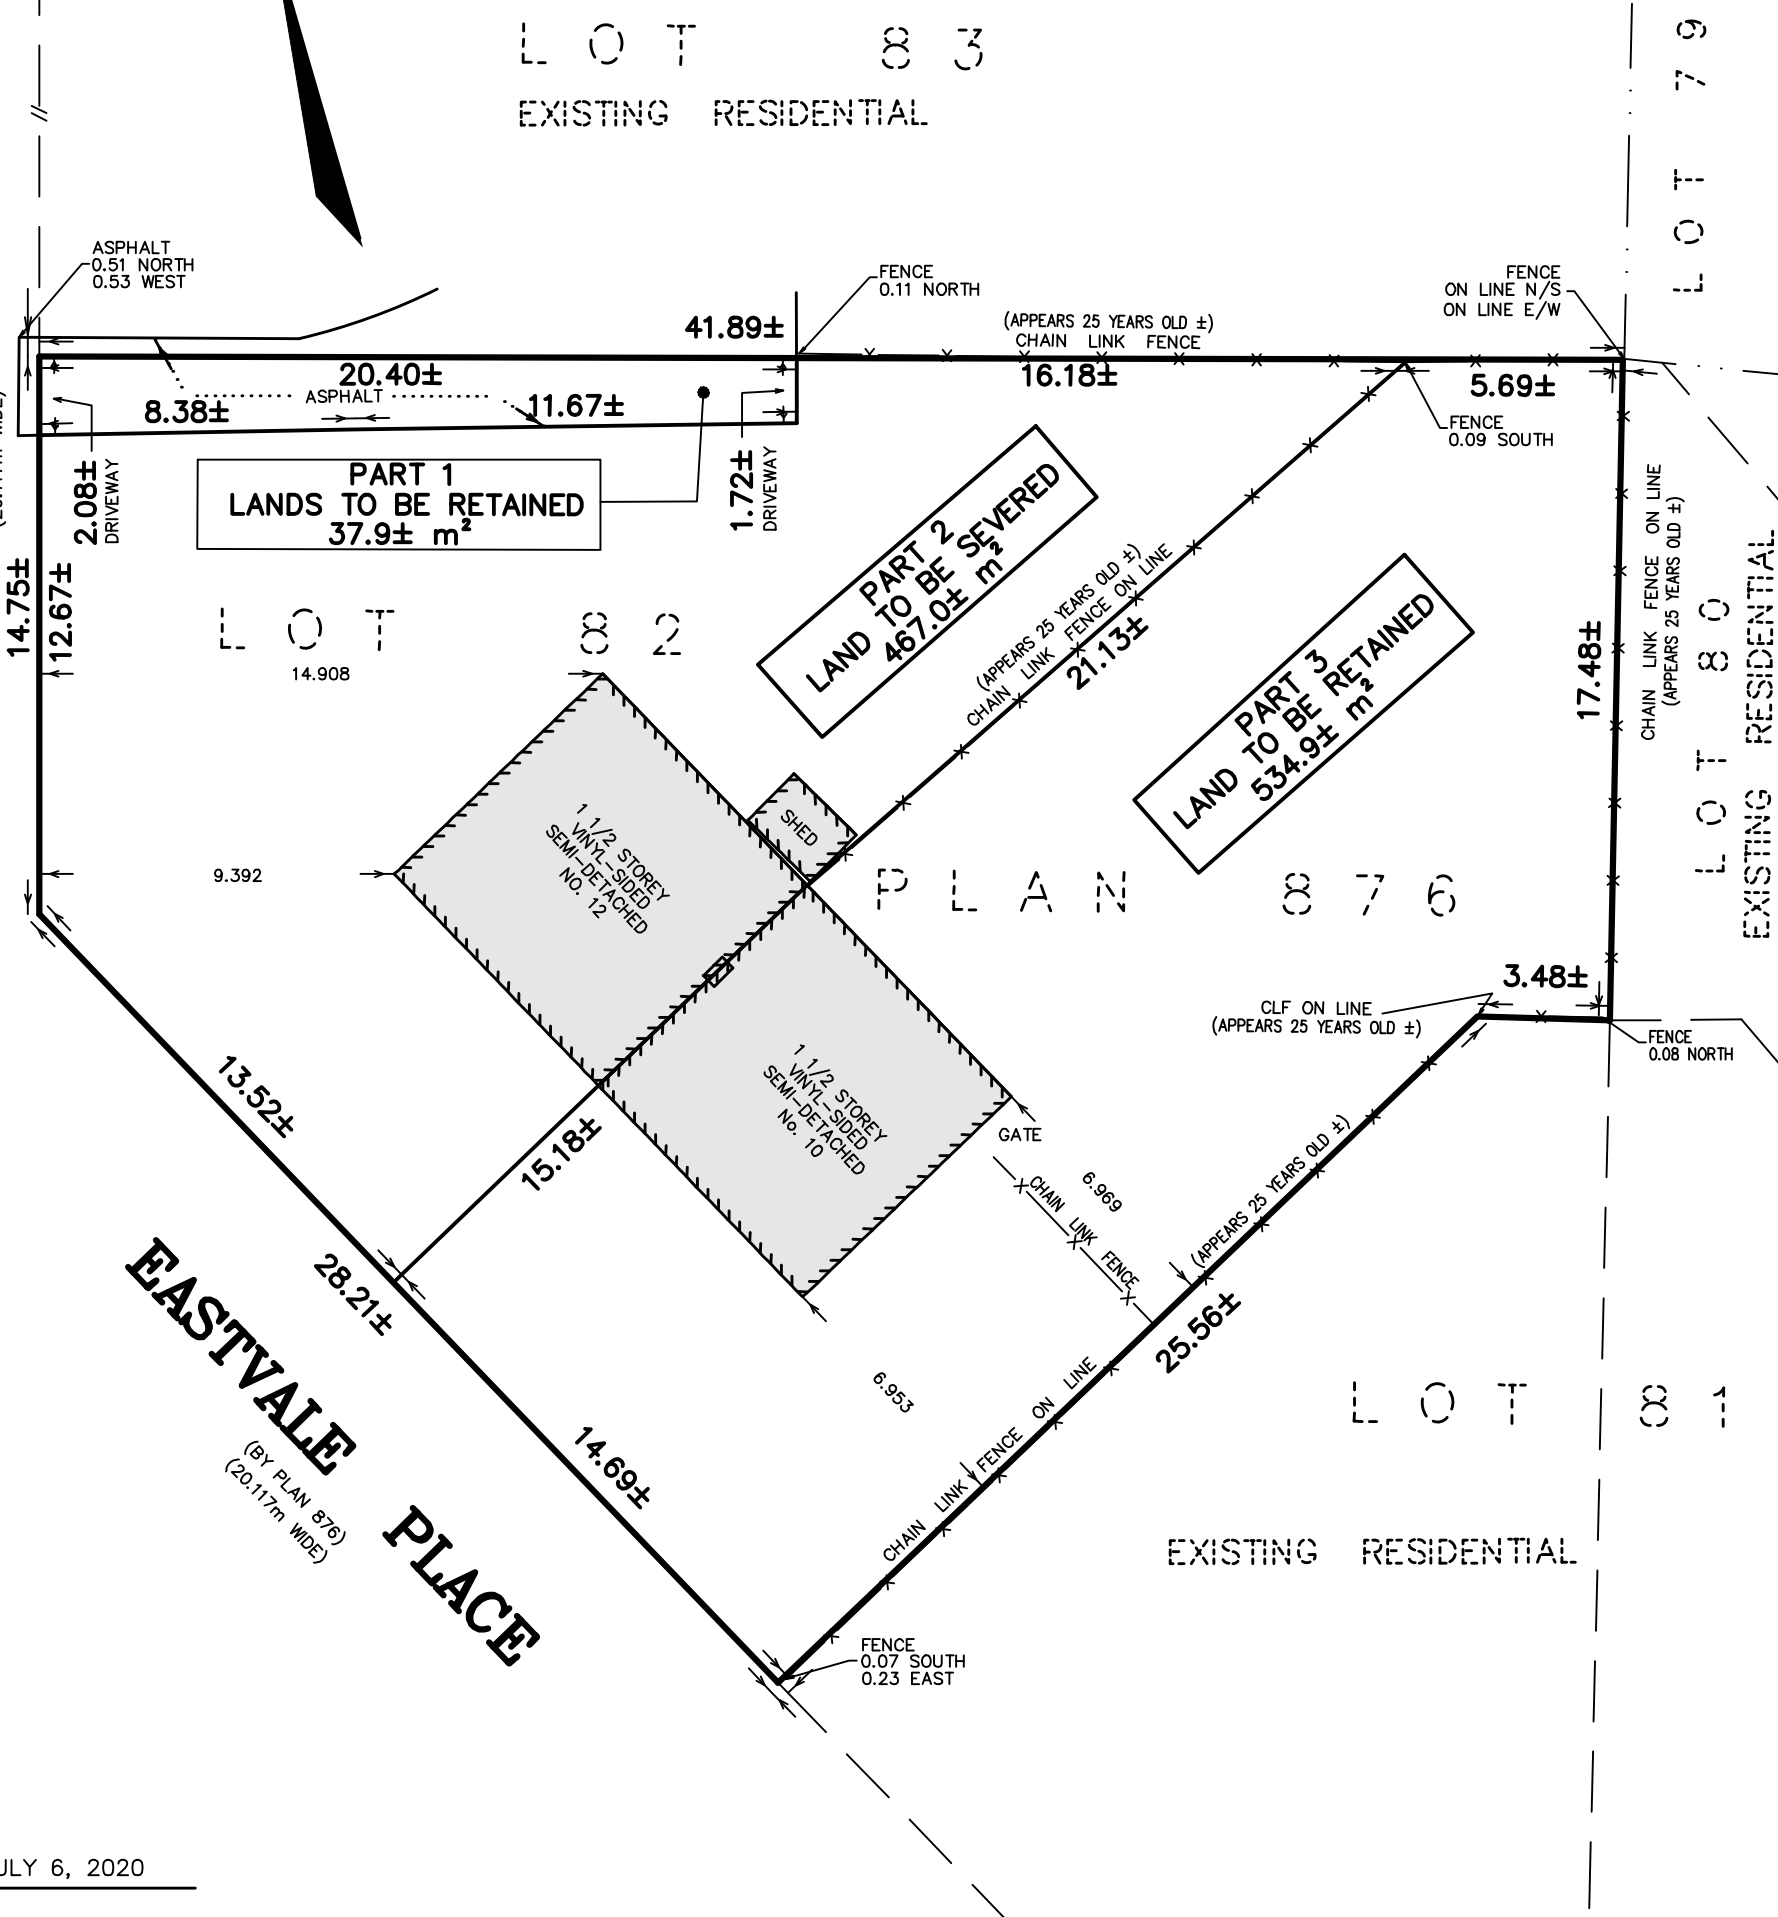 LOT 83
EXISTING RESIDENTIAL
LOT 79
ASPHALT
0.51 NORTH
0.53 WEST
FENCE
0.11 NORTH
FENCE
ON LINE N/S
ON LINE E/W
41.89±
(APPEARS 25 YEARS OLD ±)
CHAIN LINK FENCE
20.40±
16.18±
5.69±
8.38±
ASPHALT
11.67±
FENCE
0.09 SOUTH
2.08±
DRIVEWAY
1.72±
DRIVEWAY
PART 1
LANDS TO BE RETAINED
37.9± m²
PART 2
LAND TO BE SEVERED
467.0± m²
(APPEARS 25 YEARS OLD ±)
CHAIN LINK FENCE ON LINE
21.13±
PART 3
LAND TO BE RETAINED
534.9± m²
17.48±
CHAIN LINK FENCE ON LINE
(APPEARS 25 YEARS OLD ±)
LOT 80
EXISTING RESIDENTIAL
14.75±
12.67±
LOT 82
14.908
9.392
1 1/2 STOREY
VINYL-SIDED
SEMI-DETACHED
NO. 12
SHED
PLAN 876
3.48±
CLF ON LINE
(APPEARS 25 YEARS OLD ±)
FENCE
0.08 NORTH
1 1/2 STOREY
VINYL-SIDED
SEMI-DETACHED
No. 10
GATE
CHAIN LINK FENCE
6.969
13.52±
15.18±
28.21±
(APPEARS 25 YEARS OLD ±)
25.56±
CHAIN LINK FENCE ON LINE
6.953
14.69±
EASTVALE PLACE
(BY PLAN 876)
(20.117m WIDE)
LOT 81
EXISTING RESIDENTIAL
FENCE
0.07 SOUTH
0.23 EAST
6, 2020